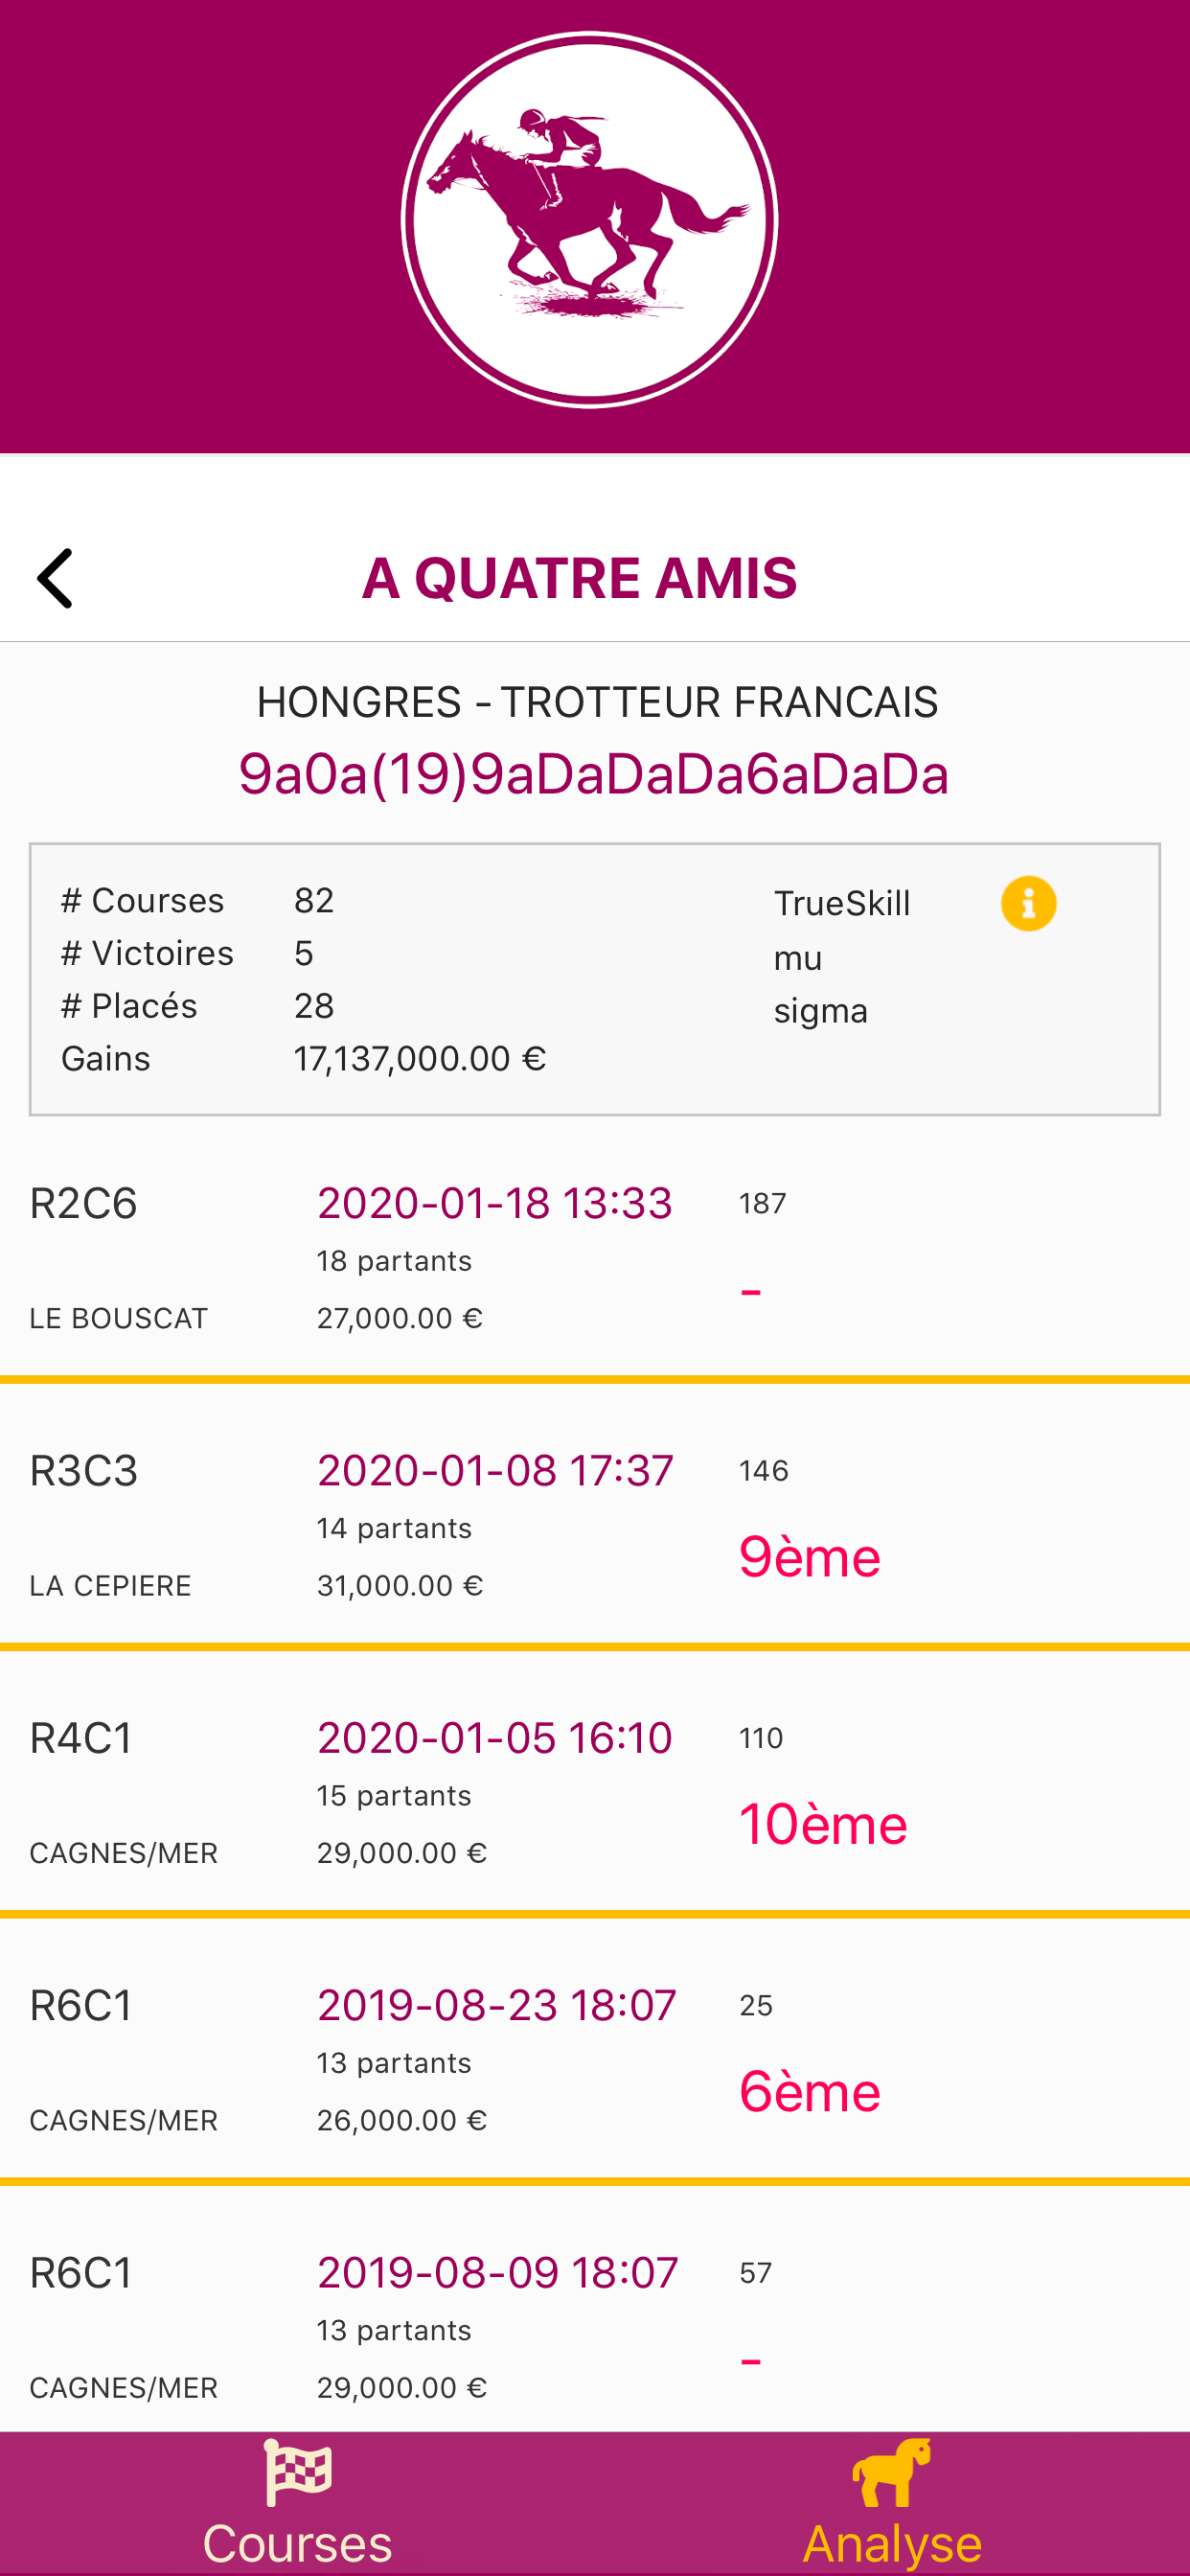 A QUATRE AMIS
HONGRES - TROTTEUR FRANCAIS
9a0a(19)9aDaDaDa6aDaDa
# Courses 82 TrueSkill
# Victoires 5 mu
# Placés 28 sigma
Gains 17,137,000.00 €
R2C6 2020-01-18 13:33 187
18 partants
-
LE BOUSCAT 27,000.00 €
R3C3 2020-01-08 17:37 146
14 partants
9ème
LA CEPIERE 31,000.00 €
R4C1 2020-01-05 16:10 110
15 partants
10ème
CAGNES/MER 29,000.00 €
R6C1 2019-08-23 18:07 25
13 partants
6ème
CAGNES/MER 26,000.00 €
R6C1 2019-08-09 18:07 57
13 partants
-
CAGNES/MER 29,000.00 €
Courses Analyse